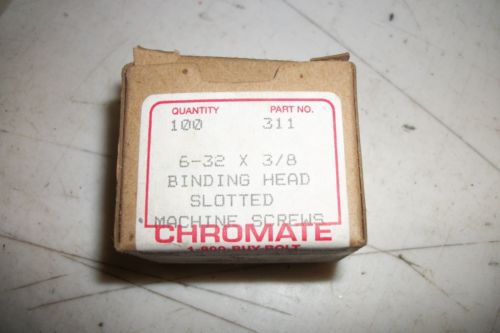 QUANTITY PART NO.
100 311
6-32 X 3/8
BINDING HEAD
SLOTTED
MACHINE SCREWS
CHROMATE
1-800-BUY-BOLT